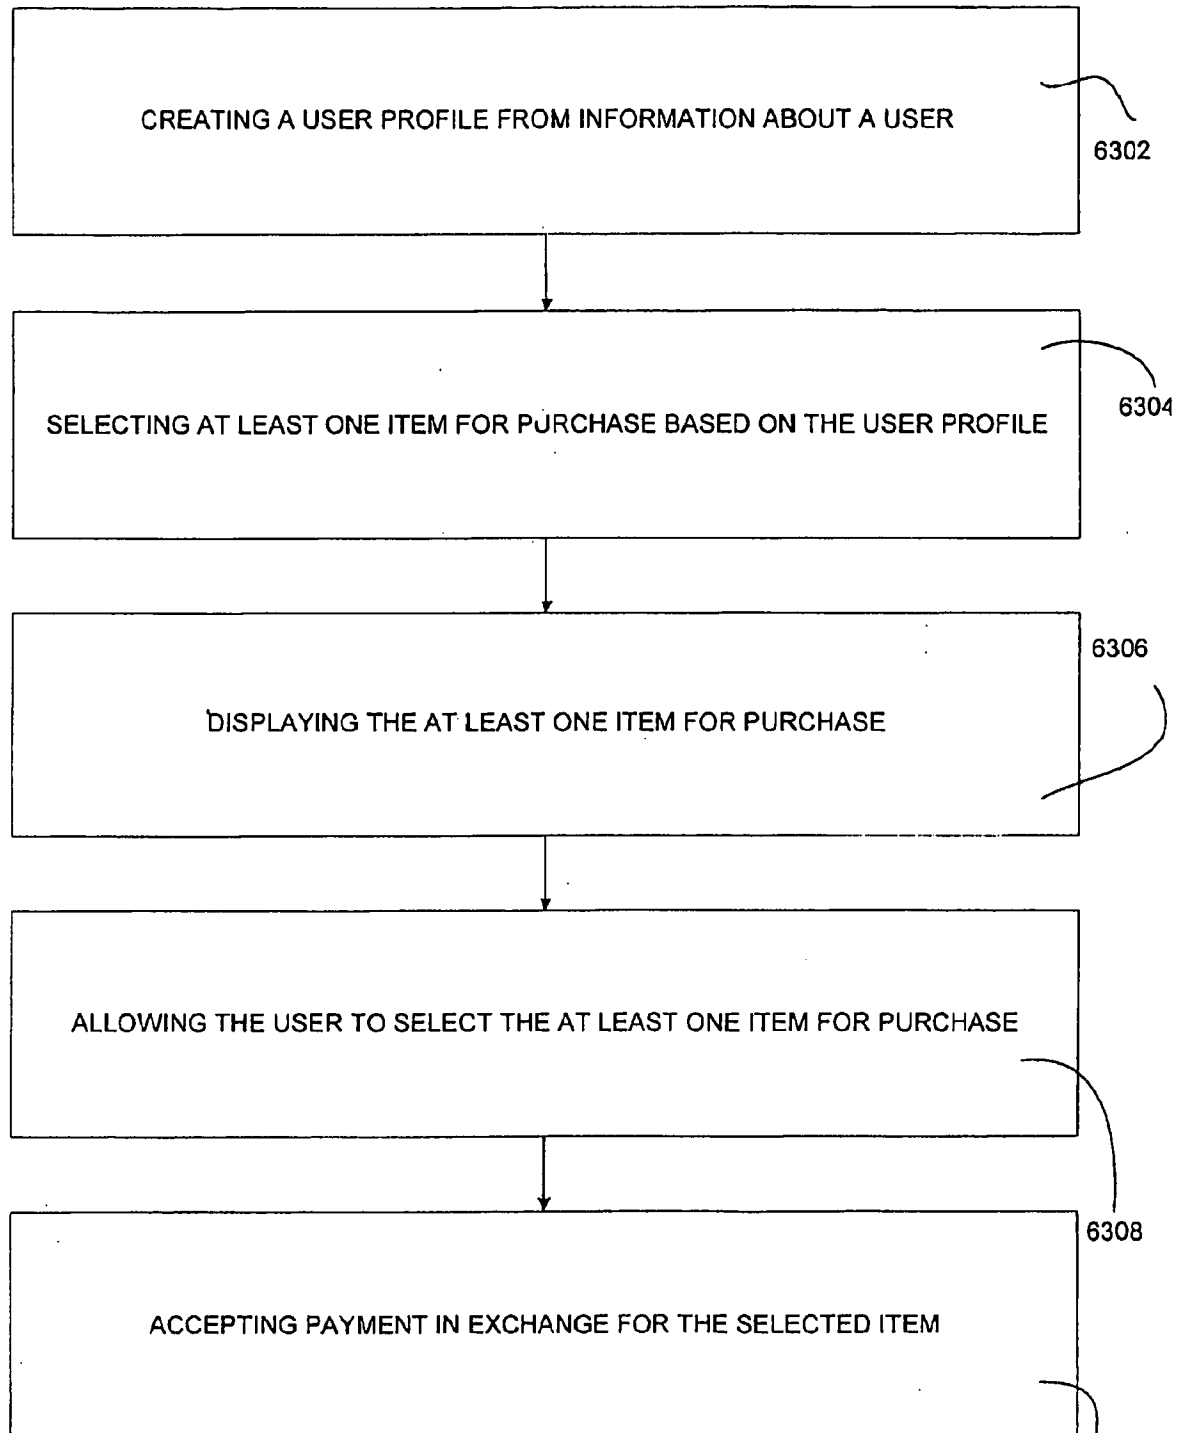 CREATING A USER PROFILE FROM INFORMATION ABOUT A USER
6302
SELECTING AT LEAST ONE ITEM FOR PURCHASE BASED ON THE USER PROFILE
6304
6306
DISPLAYING THE AT LEAST ONE ITEM FOR PURCHASE
ALLOWING THE USER TO SELECT THE AT LEAST ONE ITEM FOR PURCHASE
6308
ACCEPTING PAYMENT IN EXCHANGE FOR THE SELECTED ITEM